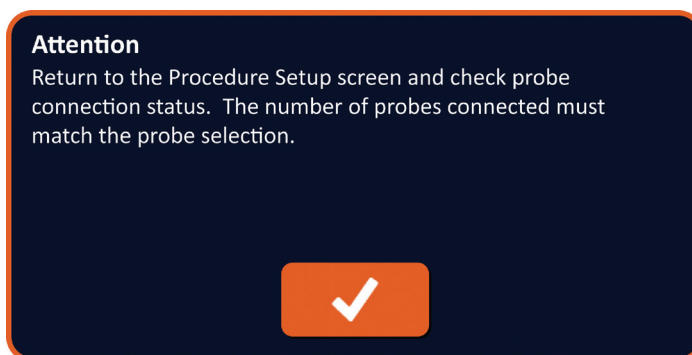 Attention
Return to the Procedure Setup screen and check probe
connection status.  The number of probes connected must
match the probe selection.